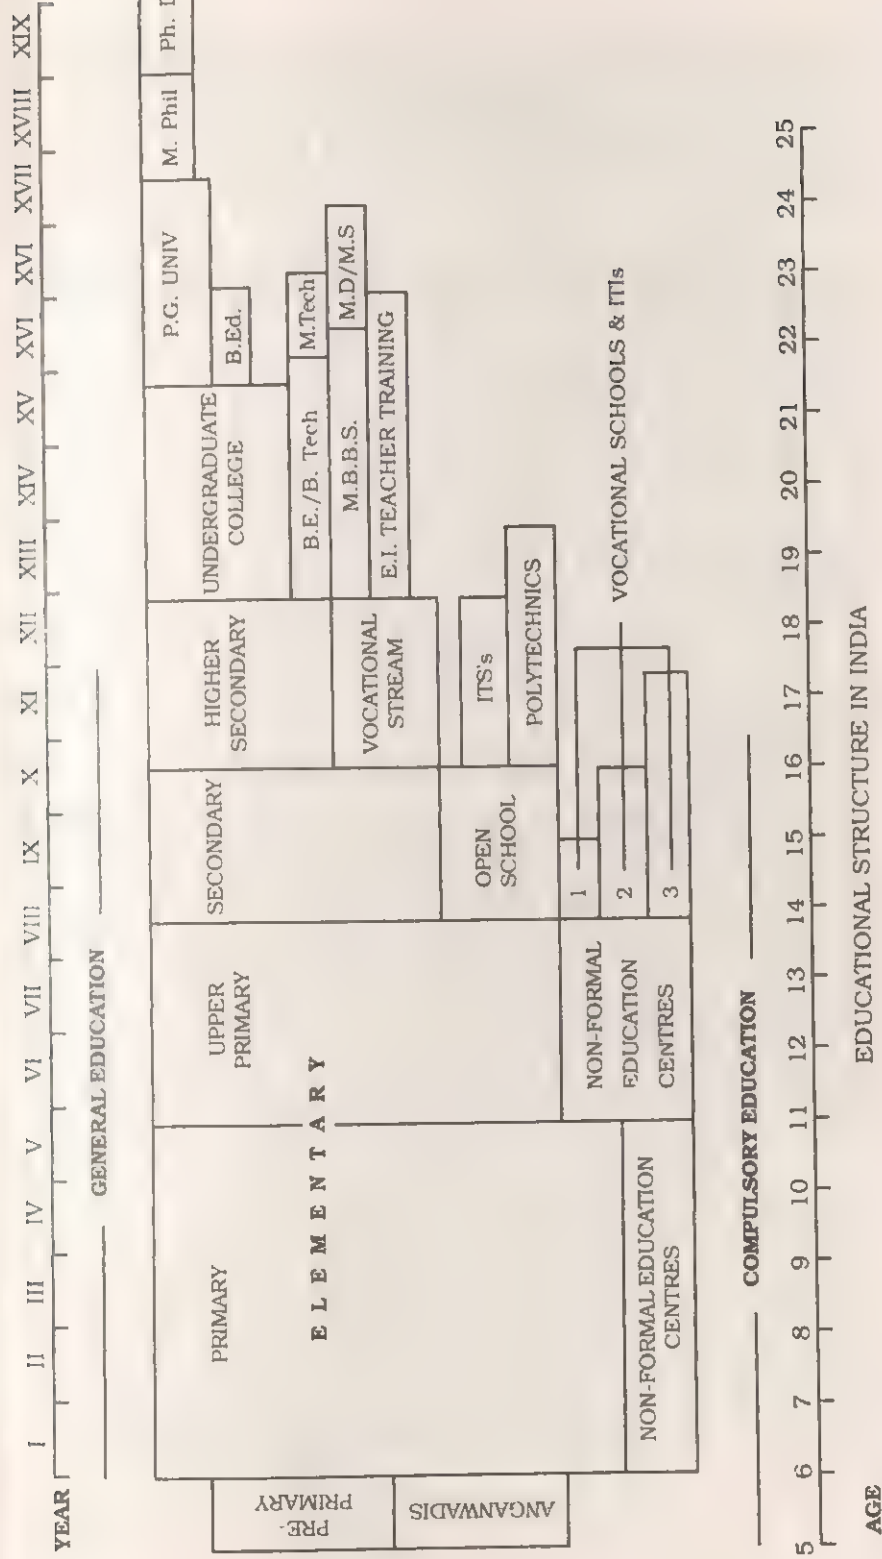 YEAR I II III IV V VI VII VIII IX X XI XII XIII XIV XV XVI XVI XVII XVIII XIX
GENERAL EDUCATION
PRE-
PRIMARY
ANGANWADIS
PRIMARY
ELEMENTARY
NON-FORMAL EDUCATION
CENTRES
UPPER
PRIMARY
NON-FORMAL
EDUCATION
CENTRES
SECONDARY
OPEN
SCHOOL
1
2
3
HIGHER
SECONDARY
VOCATIONAL
STREAM
ITS's
POLYTECHNICS
VOCATIONAL SCHOOLS & ITIs
UNDERGRADUATE
COLLEGE
B.E./B. Tech
M.B.B.S.
E.I. TEACHER TRAINING
P.G. UNIV
B.Ed.
M.Tech
M.D/M.S
M. Phil
Ph.
COMPULSORY EDUCATION
5 6 7 8 9 10 11 12 13 14 15 16 17 18 19 20 21 22 23 24 25
AGE
EDUCATIONAL STRUCTURE IN INDIA